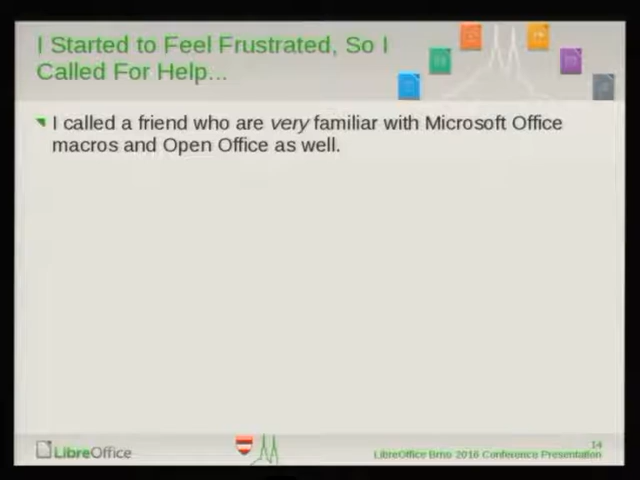 I Started to Feel Frustrated, So I
Called For Help...
I called a friend who are very familiar with Microsoft Office
macros and Open Office as well.
LibreOffice
14
LibreOffice Brno 2016 Conference Presentation